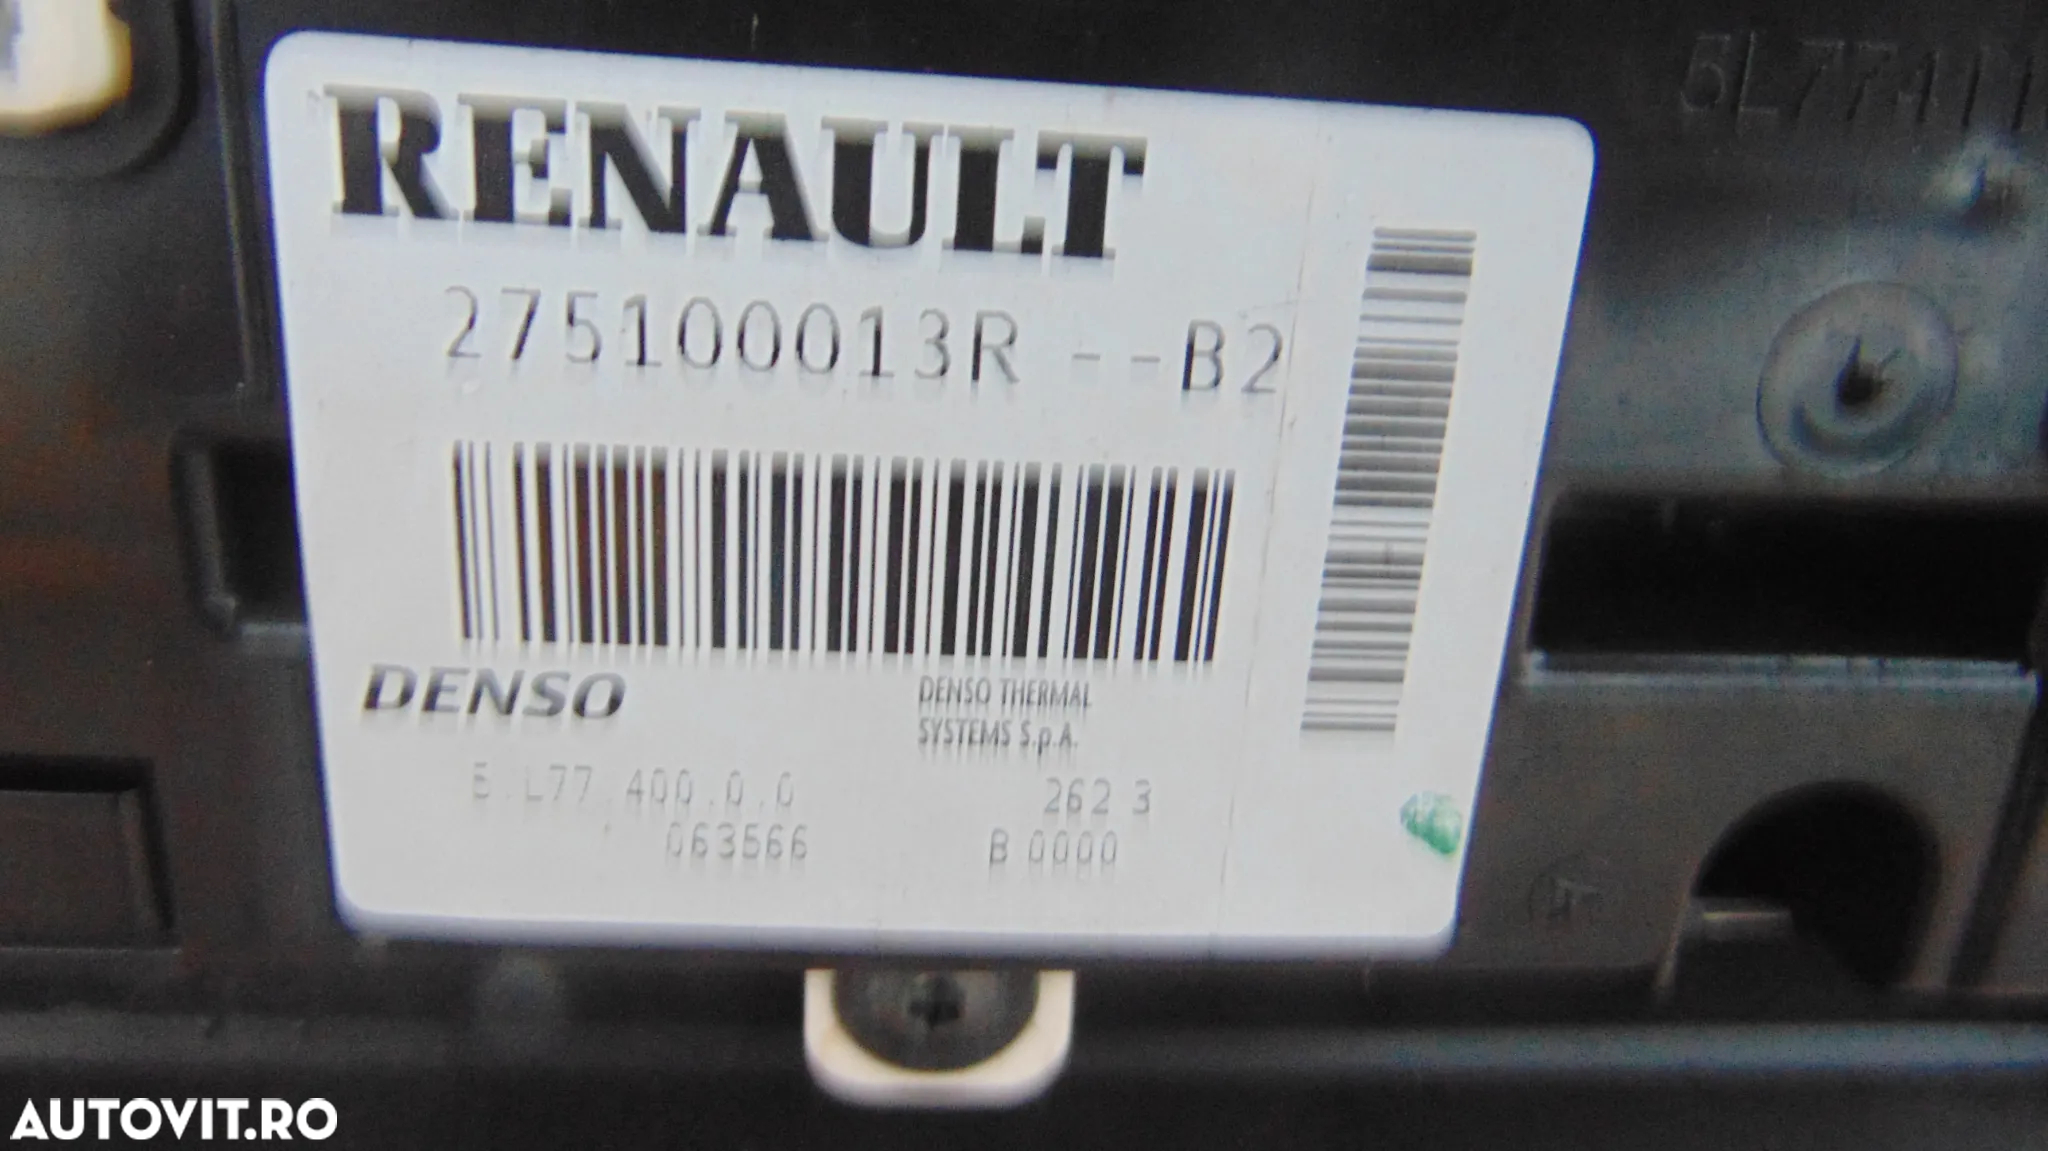 RENAULT
275100013R --B2
DENSO
DENSO THERMAL
SYSTEMS S.p.A.
5.L77.400.0.0
262 3
063566
B 0000
AUTOVIT.RO